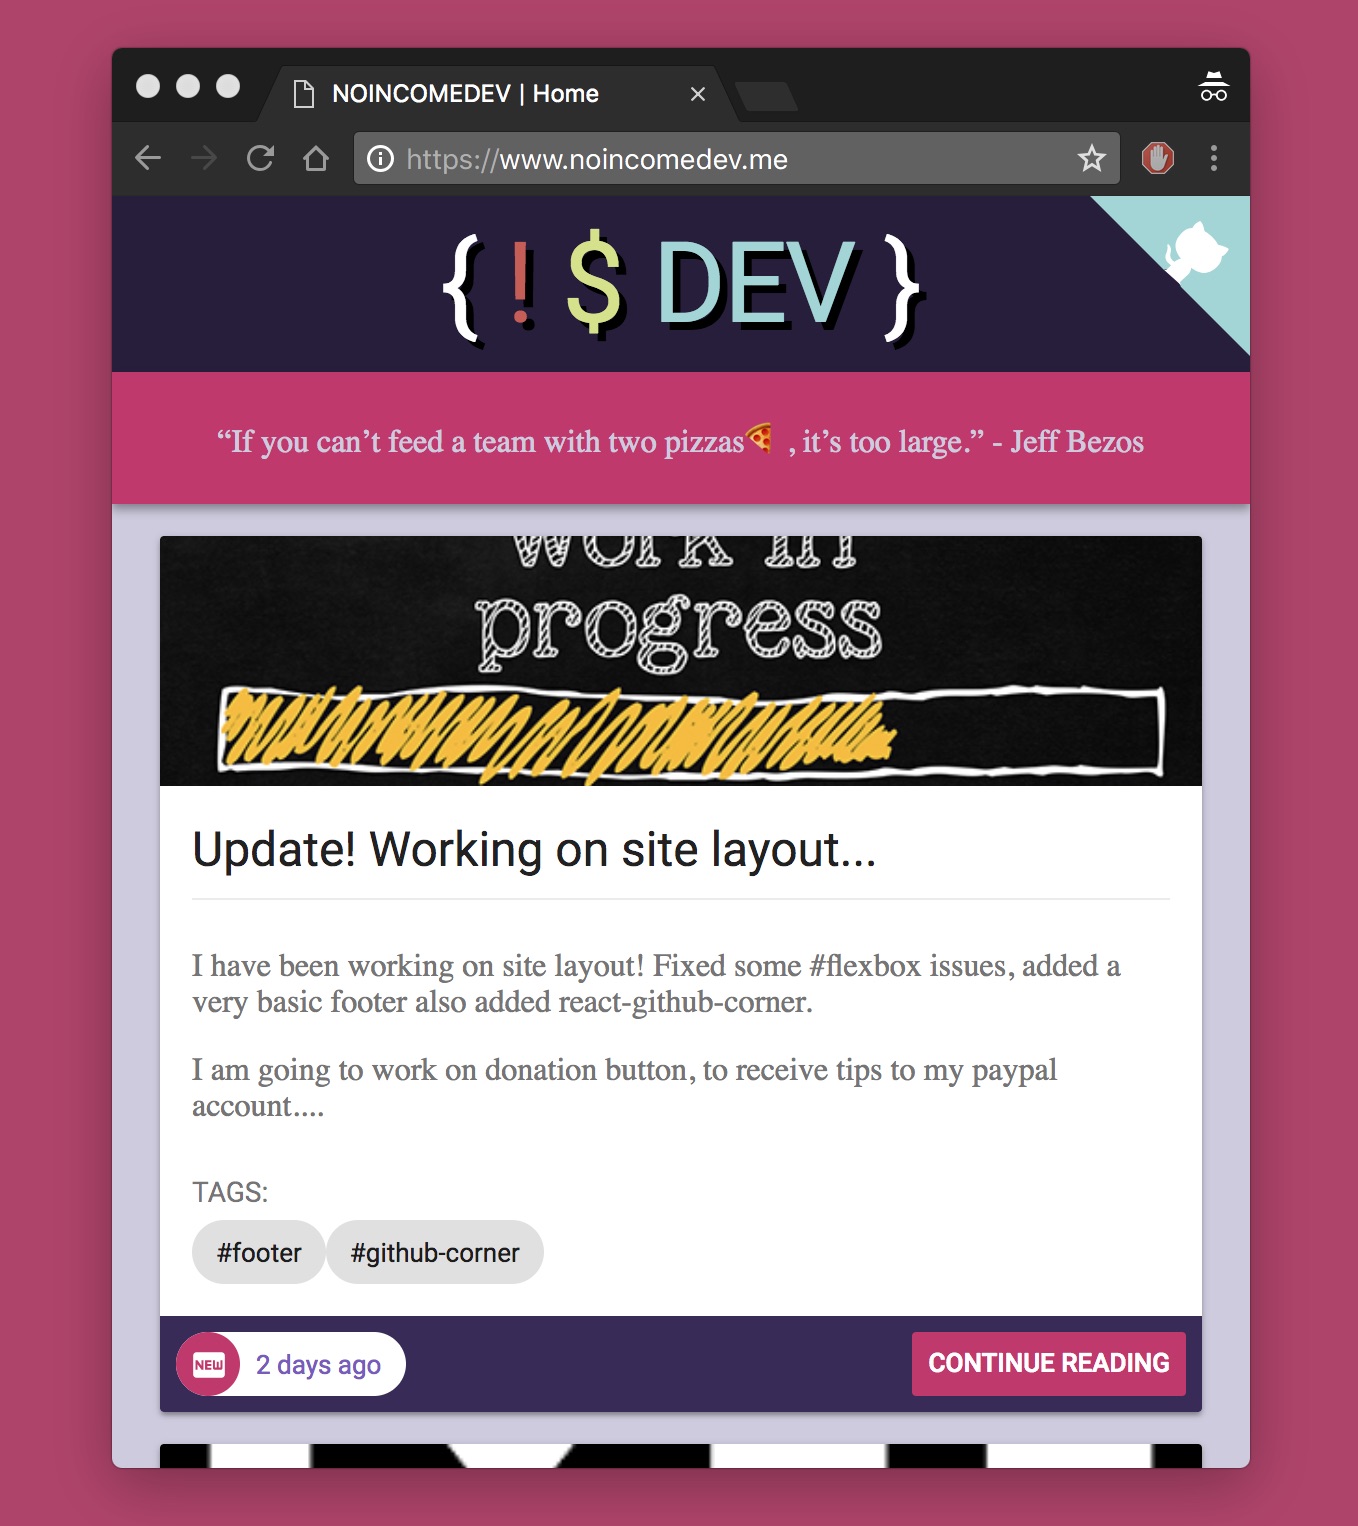 NOINCOMEDEV | Home
https://www.noincomedev.me
{ ! $ DEV }
“If you can’t feed a team with two pizzas🍕 , it’s too large.” - Jeff Bezos
work in
progress
Update! Working on site layout...
I have been working on site layout! Fixed some #flexbox issues, added a
very basic footer also added react-github-corner.
I am going to work on donation button, to receive tips to my paypal
account....
TAGS:
#footer #github-corner
NEW 2 days ago CONTINUE READING